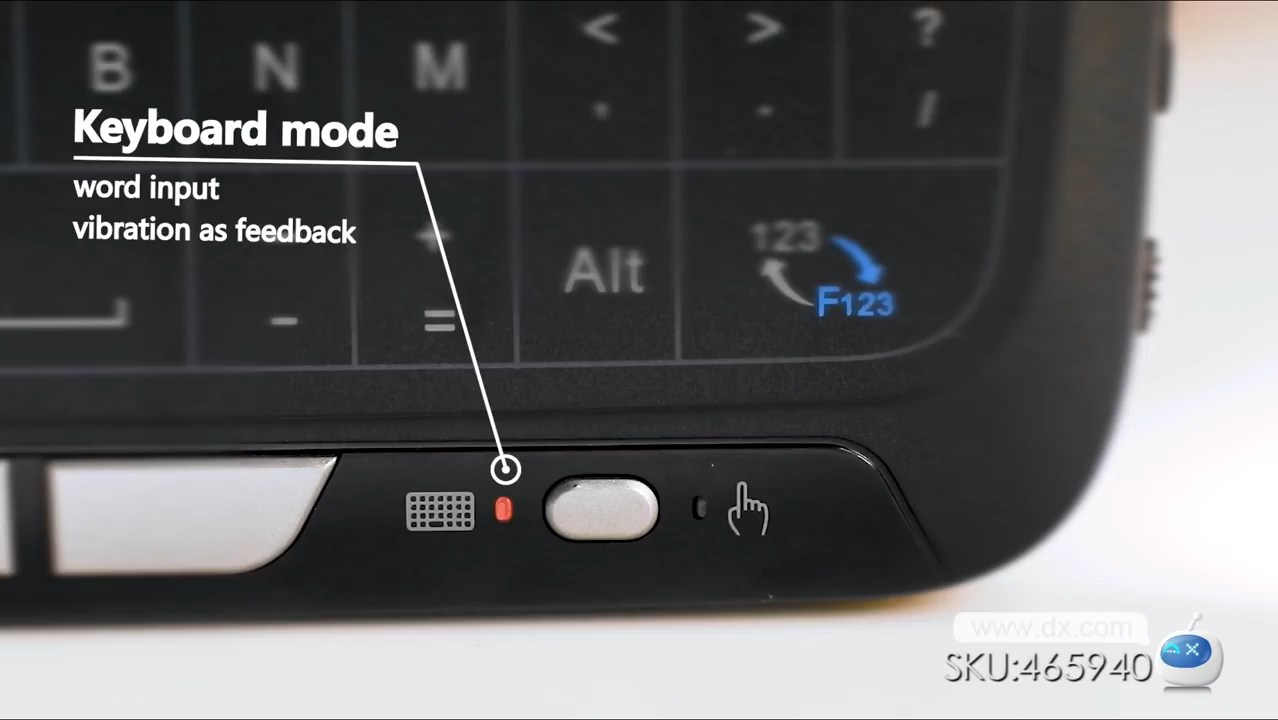 B N M < , > . ? /
Keyboard mode
word input
vibration as feedback
- + = Alt 123 F123
www.dx.com
SKU:465940